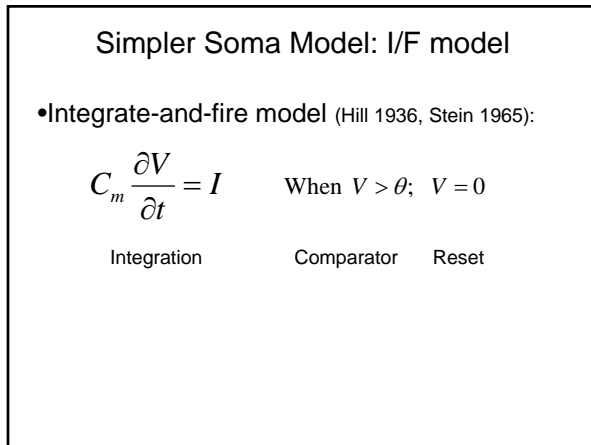 Simpler Soma Model: I/F model
•Integrate-and-fire model (Hill 1936, Stein 1965):
C_m ∂V/∂t = I When V > θ; V = 0
Integration Comparator Reset